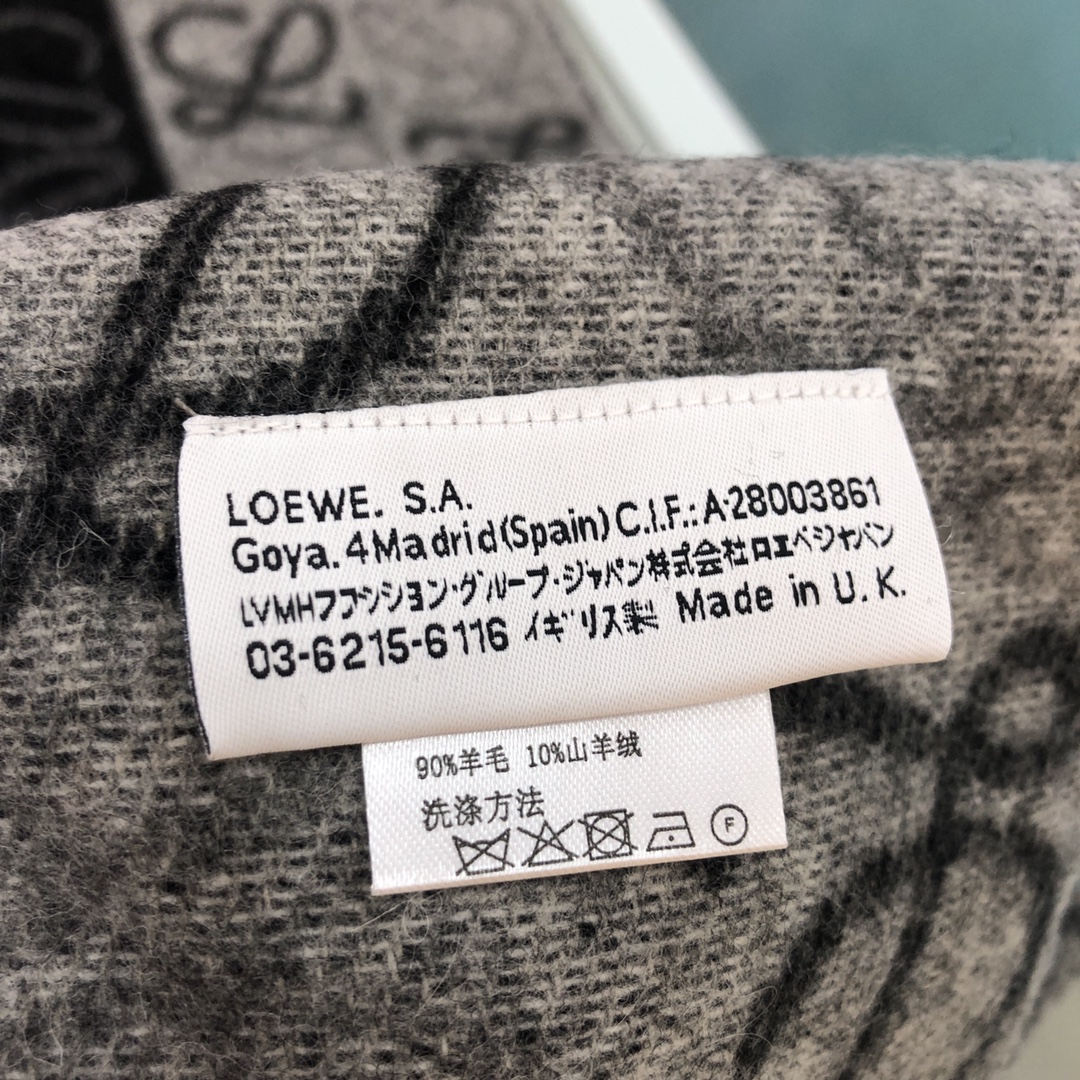 LOEWE. S.A.
Goya. 4 Madrid (Spain) C.I.F.: A-28003861
LVMHファッション・グループ・ジャパン株式会社ロエベジャパン
03-6215-6116 イギリス製 Made in U.K.
90%羊毛 10%山羊绒
洗涤方法
F